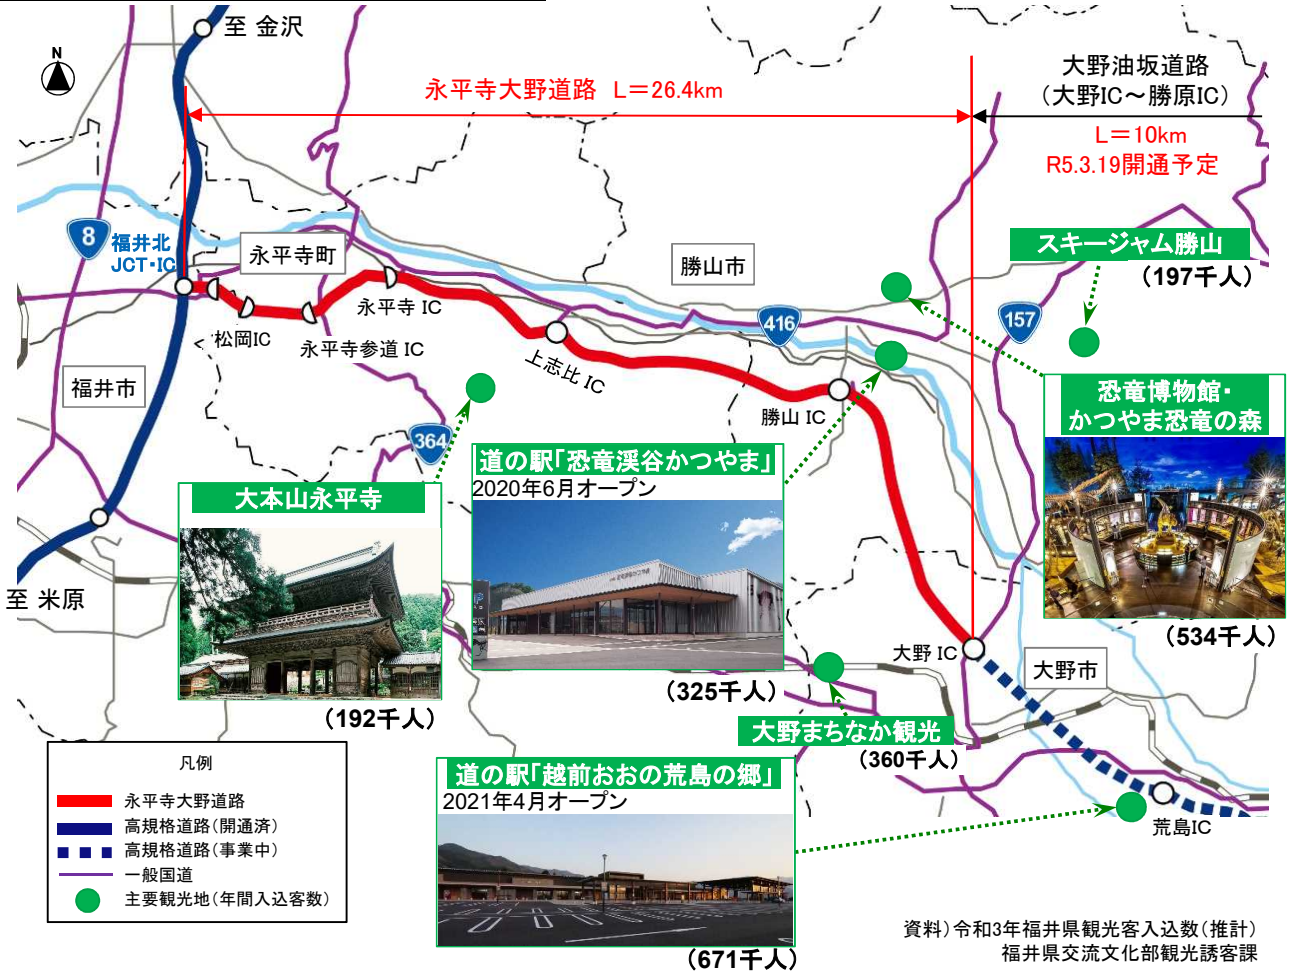 至 金沢
N
永平寺大野道路 L=26.4km
大野油坂道路
(大野IC～勝原IC)
L=10km
R5.3.19開通予定
8
福井北
JCT・IC
永平寺町
勝山市
スキージャム勝山
(197千人)
416
157
永平寺 IC
松岡IC
永平寺参道 IC
上志比 IC
福井市
勝山 IC
364
恐竜博物館・
かつやま恐竜の森
(534千人)
道の駅「恐竜渓谷かつやま」
2020年6月オープン
(325千人)
大本山永平寺
(192千人)
至 米原
大野 IC
大野市
大野まちなか観光
(360千人)
道の駅「越前おおの荒島の郷」
2021年4月オープン
(671千人)
荒島IC
凡例
永平寺大野道路
高規格道路(開通済)
高規格道路(事業中)
一般国道
主要観光地(年間入込客数)
資料)令和3年福井県観光客入込数(推計)
福井県交流文化部観光誘客課